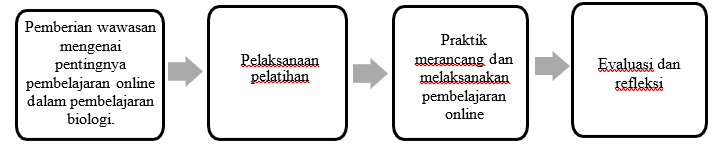 Pemberian wawasan
mengenai
pentingnya
pembelajaran online
dalam pembelajaran
biologi.
Pelaksanaan
pelatihan
Praktik
merancang dan
melaksanakan
pembelajaran
online
Evaluasi dan
refleksi